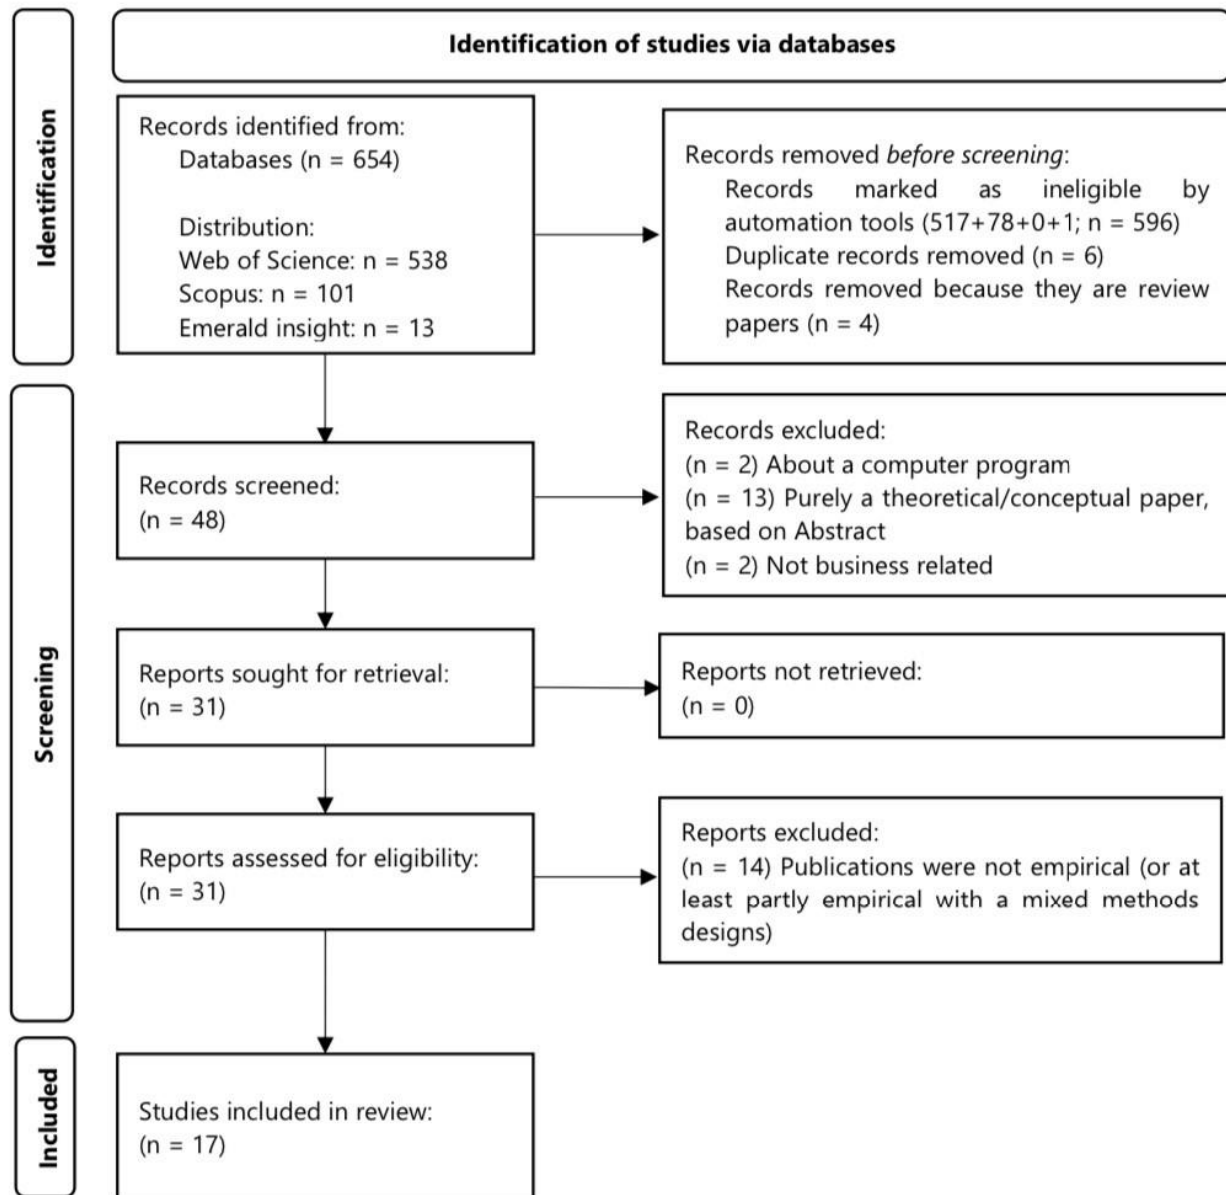 Identification of studies via databases
Identification
Records identified from:
Databases (n = 654)
Distribution:
Web of Science: n = 538
Scopus: n = 101
Emerald insight: n = 13
Records removed before screening:
Records marked as ineligible by
automation tools (517+78+0+1; n = 596)
Duplicate records removed (n = 6)
Records removed because they are review
papers (n = 4)
Screening
Records screened:
(n = 48)
Records excluded:
(n = 2) About a computer program
(n = 13) Purely a theoretical/conceptual paper,
based on Abstract
(n = 2) Not business related
Reports sought for retrieval:
(n = 31)
Reports not retrieved:
(n = 0)
Reports assessed for eligibility:
(n = 31)
Reports excluded:
(n = 14) Publications were not empirical (or at
least partly empirical with a mixed methods
designs)
Included
Studies included in review:
(n = 17)